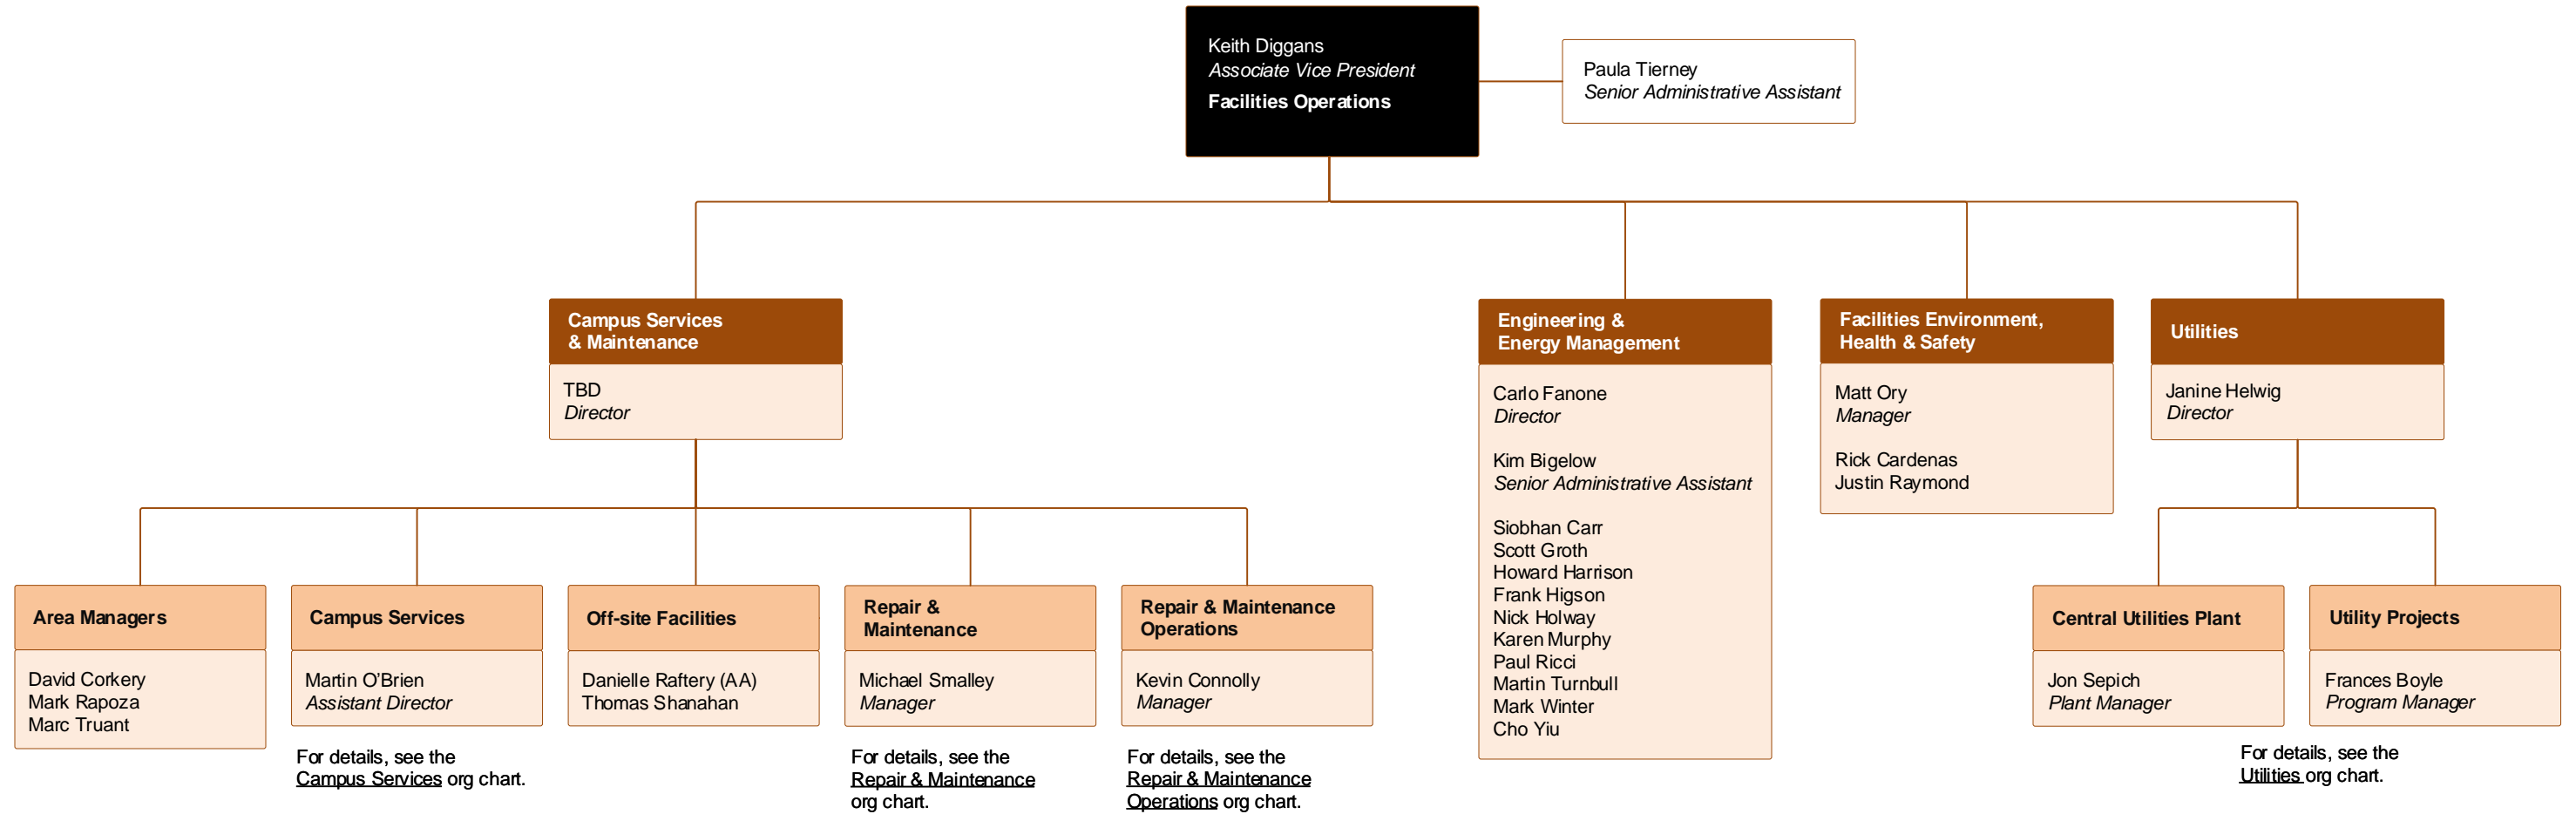 Keith Diggans
Associate Vice President
Facilities Operations
Paula Tierney
Senior Administrative Assistant
Campus Services
& Maintenance
TBD
Director
Engineering &
Energy Management
Carlo Fanone
Director
Kim Bigelow
Senior Administrative Assistant
Siobhan Carr
Scott Groth
Howard Harrison
Frank Higson
Nick Holway
Karen Murphy
Paul Ricci
Martin Turnbull
Mark Winter
Cho Yiu
Facilities Environment,
Health & Safety
Matt Ory
Manager
Rick Cardenas
Justin Raymond
Utilities
Janine Helwig
Director
Area Managers
David Corkery
Mark Rapoza
Marc Truant
Campus Services
Martin O’Brien
Assistant Director
For details, see the
Campus Services org chart.
Off-site Facilities
Danielle Raftery (AA)
Thomas Shanahan
Repair &
Maintenance
Michael Smalley
Manager
For details, see the
Repair & Maintenance
org chart.
Repair & Maintenance
Operations
Kevin Connolly
Manager
For details, see the
Repair & Maintenance
Operations org chart.
Central Utilities Plant
Jon Sepich
Plant Manager
Utility Projects
Frances Boyle
Program Manager
For details, see the
Utilities org chart.